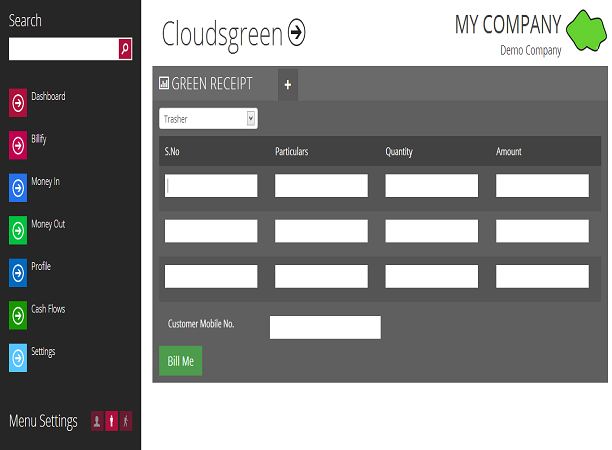 Search
Dashboard
Billify
Money In
Money Out
Profile
Cash Flows
Settings
Menu Settings
Cloudsgreen
MY COMPANY
Demo Company
GREEN RECEIPT +
Trasher
S.No Particulars Quantity Amount
Customer Mobile No.
Bill Me